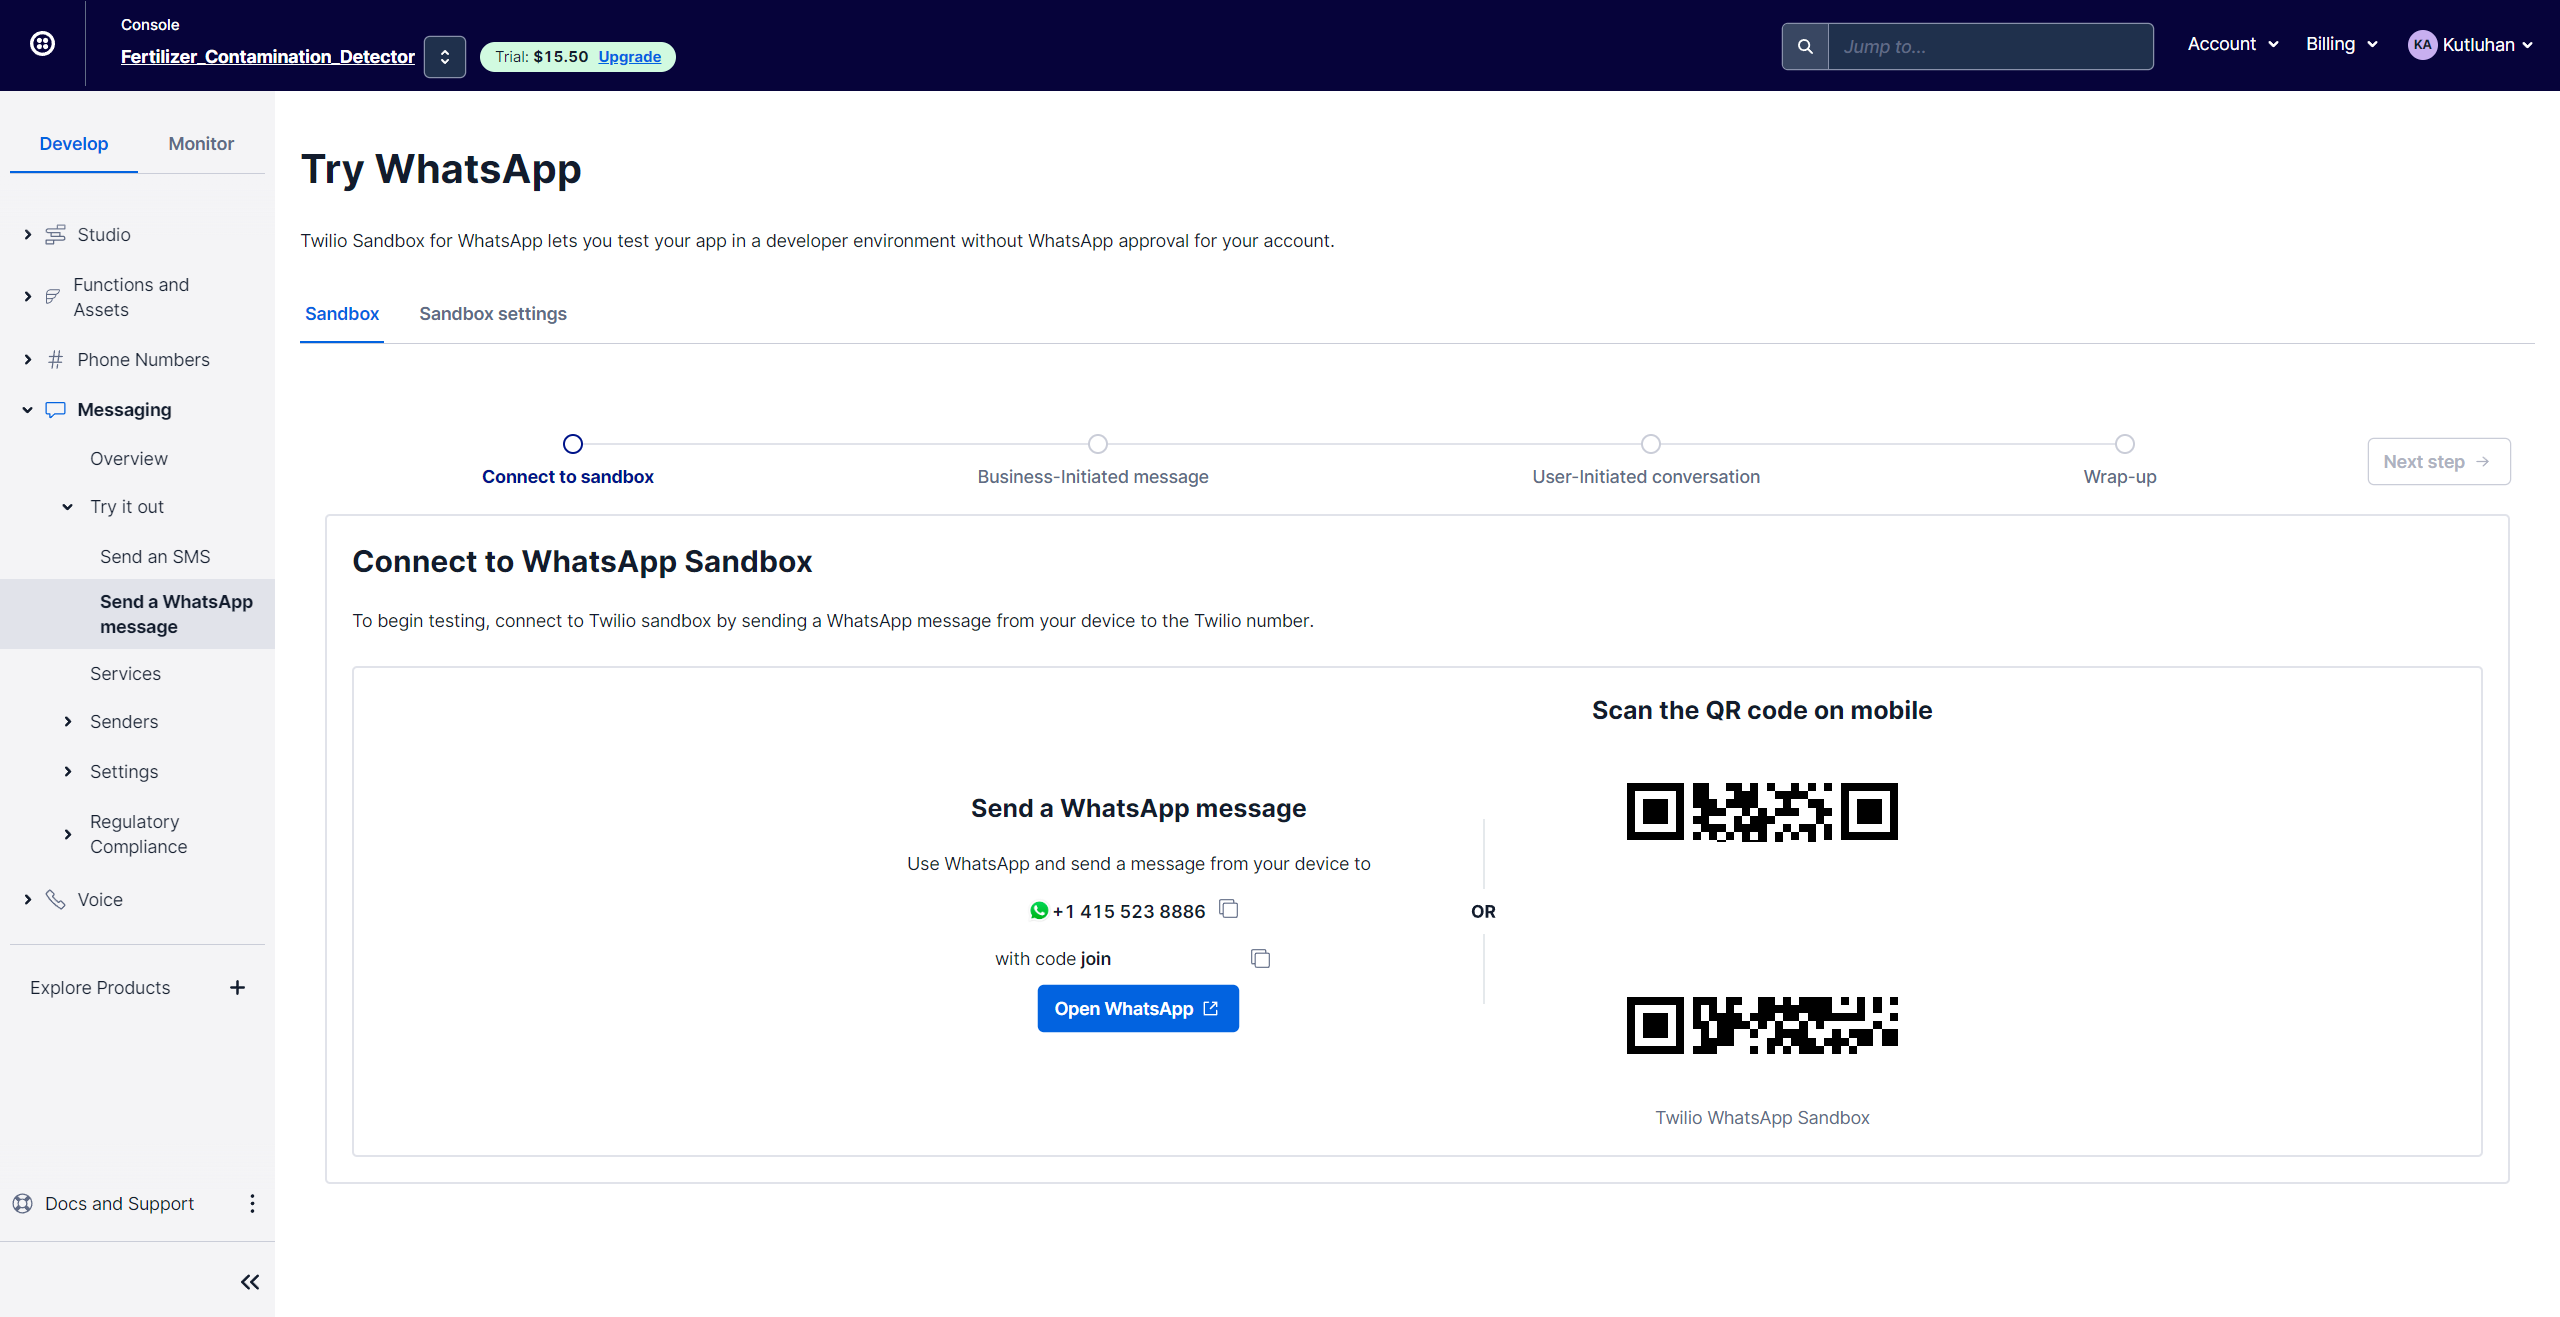 Console
Fertilizer_Contamination_Detector
Trial: $15.50 Upgrade
Jump to...
Account
Billing
KA Kutluhan
Develop
Monitor
Studio
Functions and
Assets
Phone Numbers
Messaging
Overview
Try it out
Send an SMS
Send a WhatsApp
message
Services
Senders
Settings
Regulatory
Compliance
Voice
Explore Products
Docs and Support
Try WhatsApp
Twilio Sandbox for WhatsApp lets you test your app in a developer environment without WhatsApp approval for your account.
Sandbox
Sandbox settings
Connect to sandbox
Business-Initiated message
User-Initiated conversation
Wrap-up
Next step
Connect to WhatsApp Sandbox
To begin testing, connect to Twilio sandbox by sending a WhatsApp message from your device to the Twilio number.
Send a WhatsApp message
Use WhatsApp and send a message from your device to
+1 415 523 8886
with code join
Open WhatsApp
OR
Scan the QR code on mobile
Twilio WhatsApp Sandbox